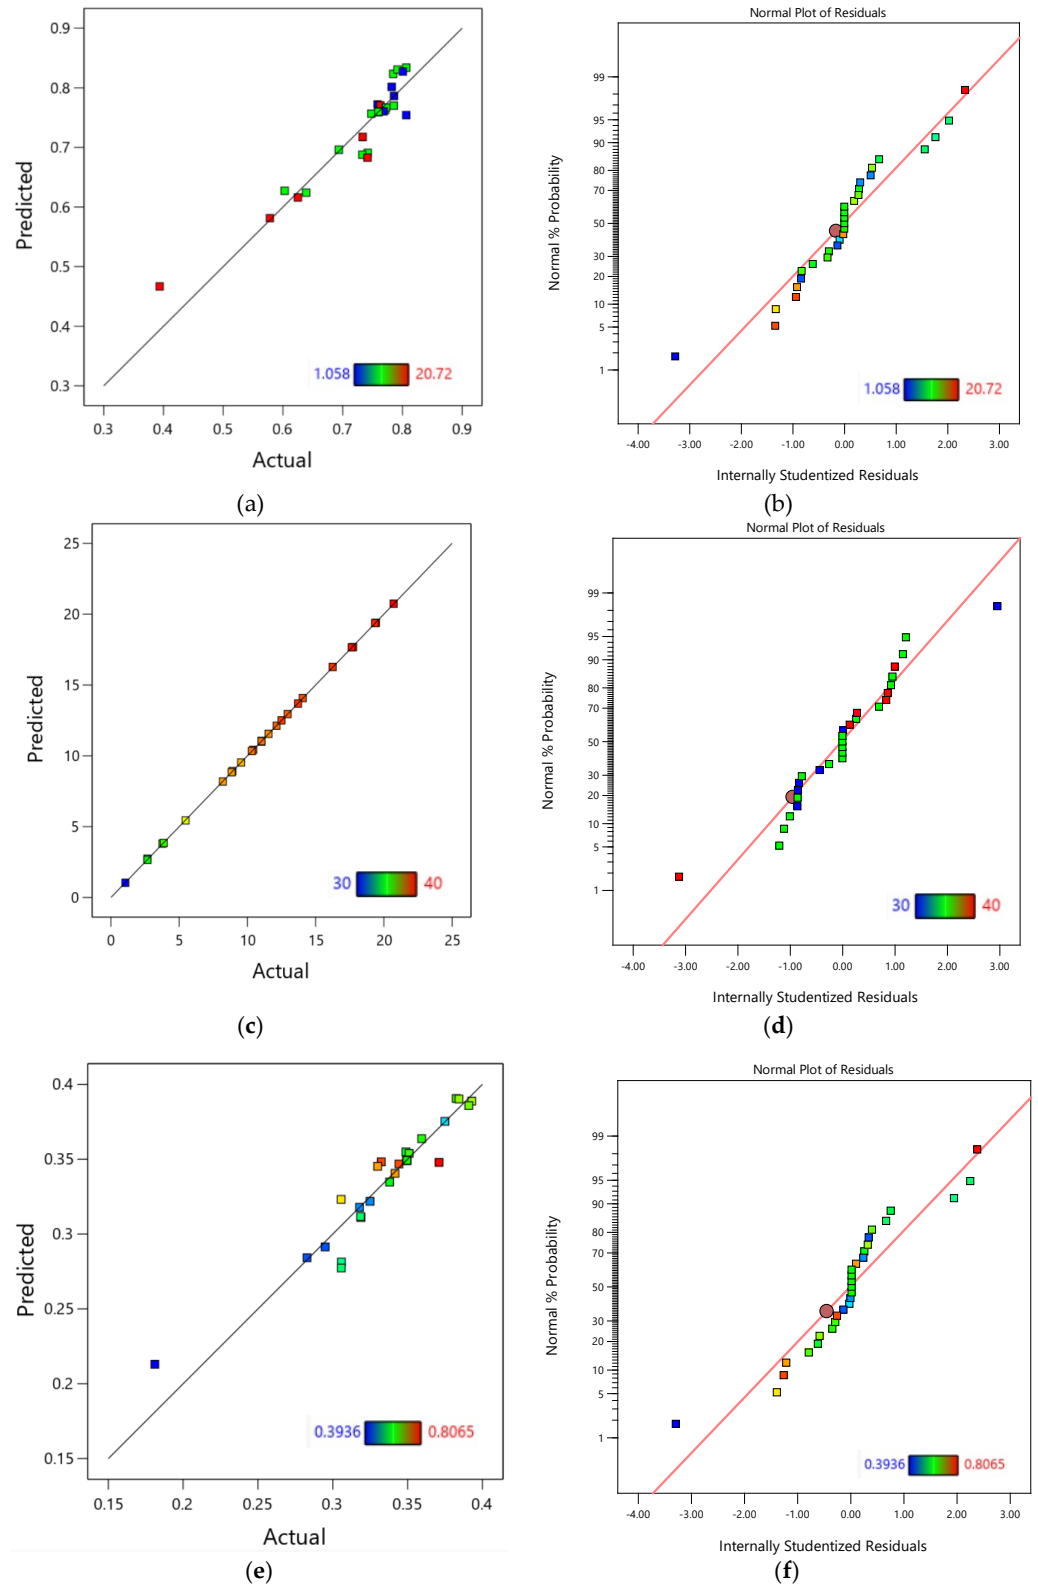 Normal Plot of Residuals
0.9
0.8
0.7
0.6
0.5
0.4
0.3
Predicted
1.058 20.72
0.3 0.4 0.5 0.6 0.7 0.8 0.9
Actual
(a)
99
95
90
80
70
50
30
20
10
5
1
Normal % Probability
1.058 20.72
-4.00 -3.00 -2.00 -1.00 0.00 1.00 2.00 3.00
Internally Studentized Residuals
(b)
25
20
15
10
5
0
Predicted
30 40
0 5 10 15 20 25
Actual
(c)
Normal Plot of Residuals
99
95
90
80
70
50
30
20
10
5
1
Normal % Probability
30 40
-4.00 -3.00 -2.00 -1.00 0.00 1.00 2.00 3.00
Internally Studentized Residuals
(d)
0.4
0.35
0.3
0.25
0.2
0.15
Predicted
0.3936 0.8065
0.15 0.2 0.25 0.3 0.35 0.4
Actual
(e)
Normal Plot of Residuals
99
95
90
80
70
50
30
20
10
5
1
Normal % Probability
0.3936 0.8065
-4.00 -3.00 -2.00 -1.00 0.00 1.00 2.00 3.00
Internally Studentized Residuals
(f)